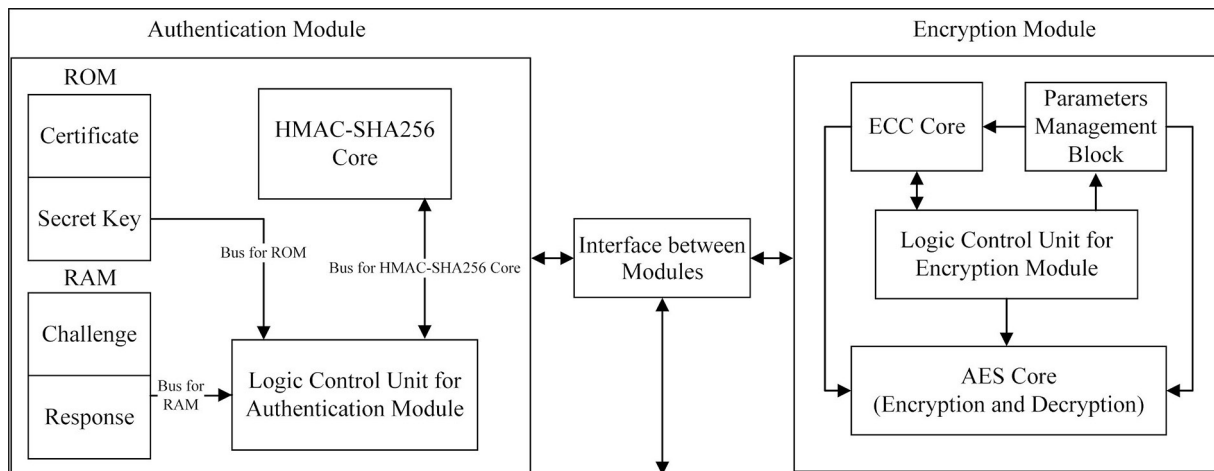 Authentication Module
ROM
Certificate
Secret Key
HMAC-SHA256
Core
Bus for ROM
Bus for HMAC-SHA256 Core
RAM
Challenge
Response
Bus for
RAM
Logic Control Unit for
Authentication Module
Interface between
Modules
Encryption Module
ECC Core
Parameters
Management
Block
Logic Control Unit for
Encryption Module
AES Core
(Encryption and Decryption)